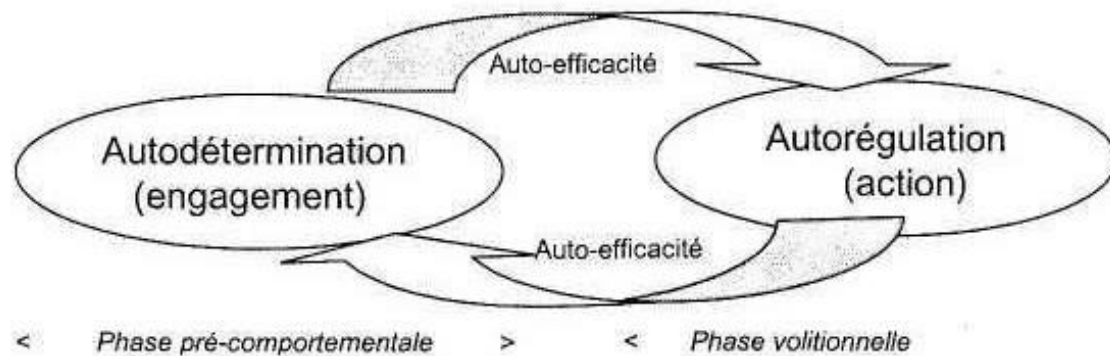 Auto-efficacité
Autodétermination
(engagement)
Autorégulation
(action)
Auto-efficacité
< Phase pré-comportementale > < Phase volitionnelle